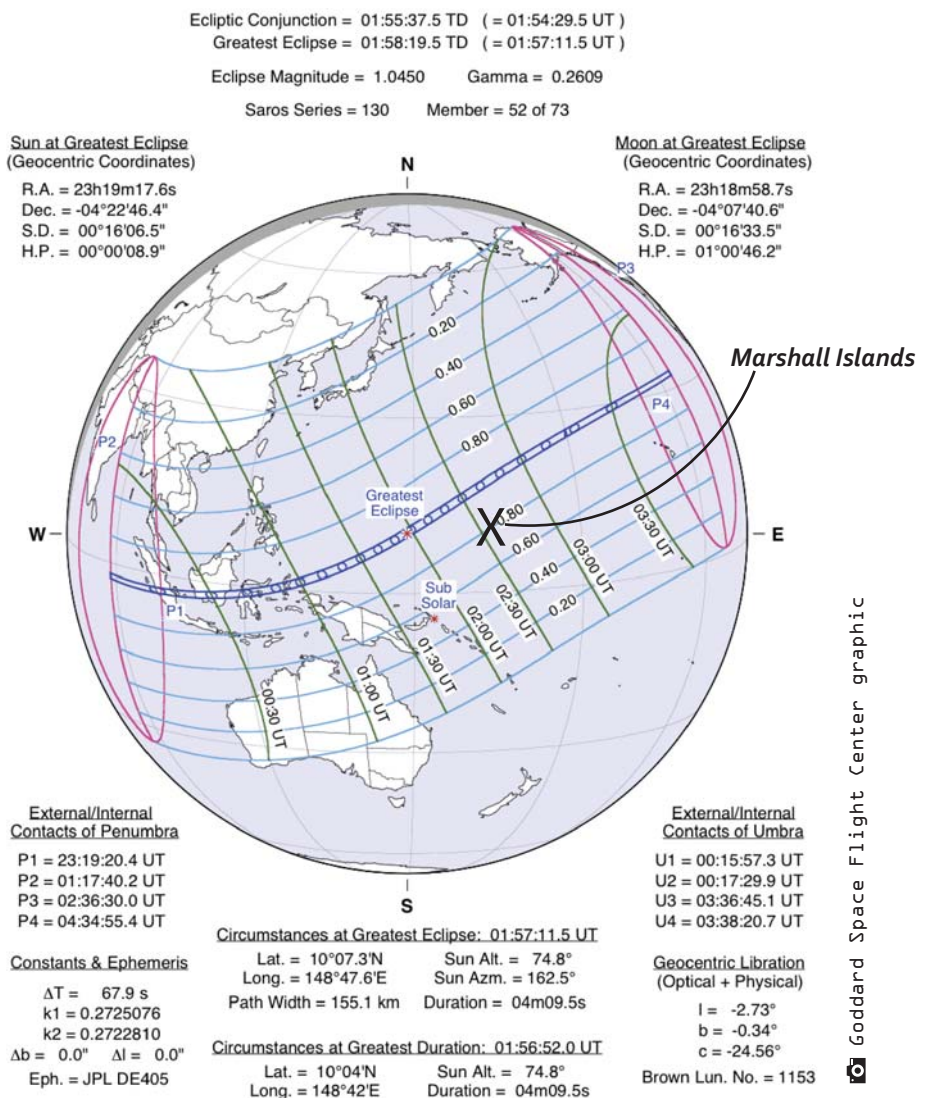 Ecliptic Conjunction = 01:55:37.5 TD ( = 01:54:29.5 UT )
Greatest Eclipse = 01:58:19.5 TD ( = 01:57:11.5 UT )
Eclipse Magnitude = 1.0450 Gamma = 0.2609
Saros Series = 130 Member = 52 of 73
Sun at Greatest Eclipse
(Geocentric Coordinates)
R.A. = 23h19m17.6s
Dec. = -04°22'46.4"
S.D. = 00°16'06.5"
H.P. = 00°00'08.9"
Moon at Greatest Eclipse
(Geocentric Coordinates)
R.A. = 23h18m58.7s
Dec. = -04°07'40.6"
S.D. = 00°16'33.5"
H.P. = 01°00'46.2"
N
P3
0.20
0.40
Marshall Islands
0.60
P4
0.80
P2
Greatest
Eclipse
X
0.80
W
E
0.60
03:30 UT
0.40
03:00 UT
0.20
02:30 UT
Sub
Solar
P1
02:00 UT
01:30 UT
01:00 UT
00:30 UT
S
External/Internal
Contacts of Penumbra
P1 = 23:19:20.4 UT
P2 = 01:17:40.2 UT
P3 = 02:36:30.0 UT
P4 = 04:34:55.4 UT
External/Internal
Contacts of Umbra
U1 = 00:15:57.3 UT
U2 = 00:17:29.9 UT
U3 = 03:36:45.1 UT
U4 = 03:38:20.7 UT
Constants & Ephemeris
ΔT = 67.9 s
k1 = 0.2725076
k2 = 0.2722810
Δb = 0.0" Δl = 0.0"
Eph. = JPL DE405
Circumstances at Greatest Eclipse: 01:57:11.5 UT
Lat. = 10°07.3'N Sun Alt. = 74.8°
Long. = 148°47.6'E Sun Azm. = 162.5°
Path Width = 155.1 km Duration = 04m09.5s
Circumstances at Greatest Duration: 01:56:52.0 UT
Lat. = 10°04'N Sun Alt. = 74.8°
Long. = 148°42'E Duration = 04m09.5s
Geocentric Libration
(Optical + Physical)
l = -2.73°
b = -0.34°
c = -24.56°
Brown Lun. No. = 1153
Goddard Space Flight Center graphic